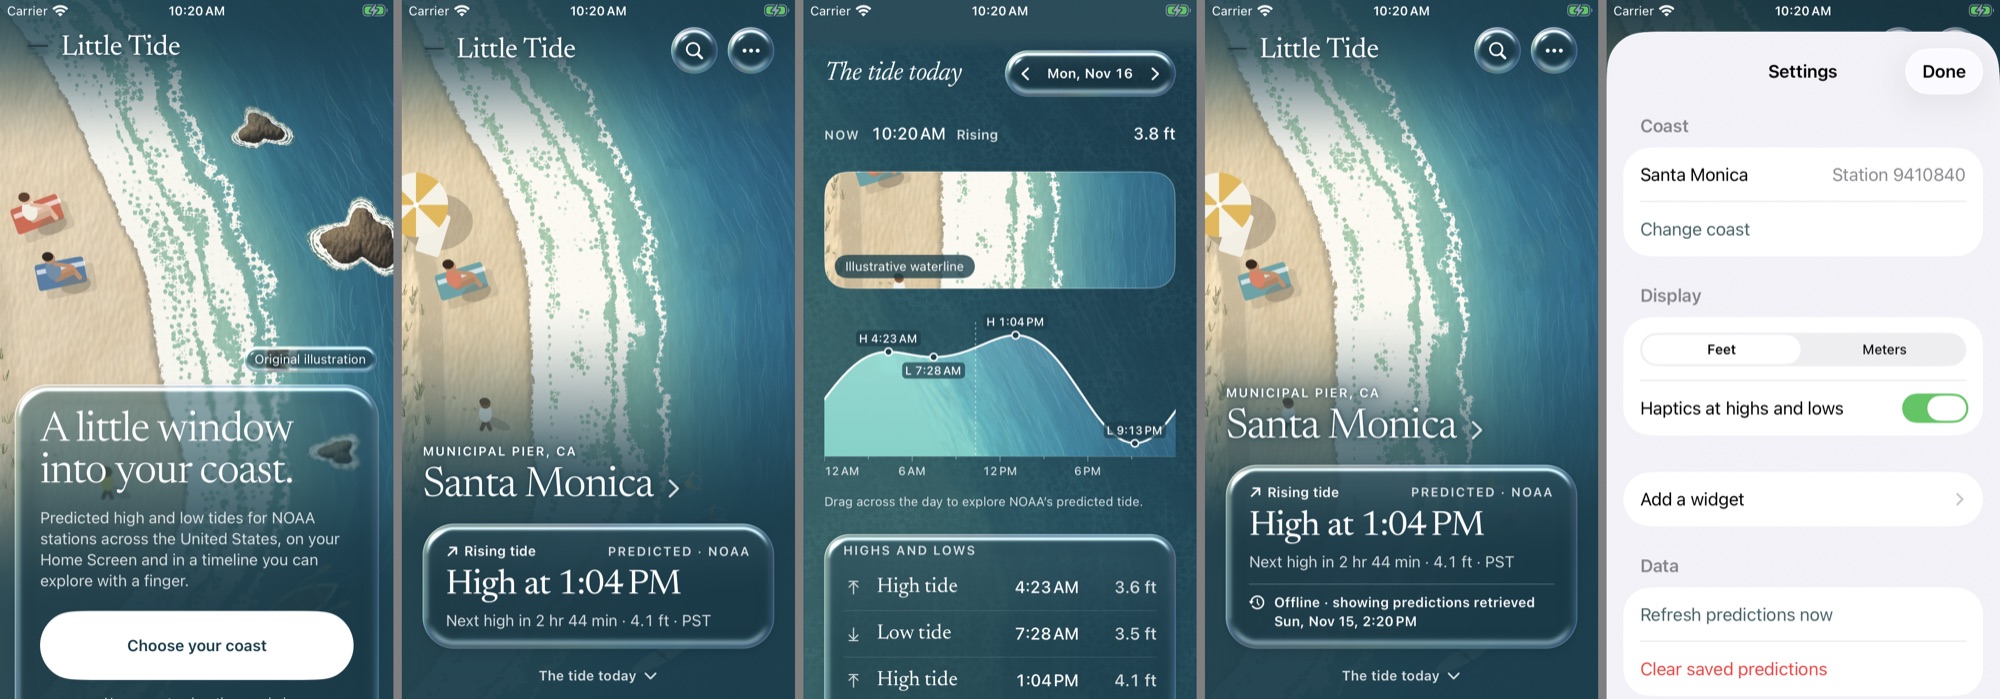 Carrier
10:20 AM
Little Tide
Original illustration
A little window
into your coast.
Predicted high and low tides for NOAA
stations across the United States, on your
Home Screen and in a timeline you can
explore with a finger.
Choose your coast
Carrier
10:20 AM
Little Tide
MUNICIPAL PIER, CA
Santa Monica
Rising tide
PREDICTED · NOAA
High at 1:04 PM
Next high in 2 hr 44 min · 4.1 ft · PST
The tide today
Carrier
10:20 AM
The tide today
Mon, Nov 16
NOW 10:20 AM Rising
3.8 ft
Illustrative waterline
H 1:04 PM
H 4:23 AM
L 7:28 AM
L 9:13 PM
12 AM 6 AM 12 PM 6 PM
Drag across the day to explore NOAA's predicted tide.
HIGHS AND LOWS
High tide 4:23 AM 3.6 ft
Low tide 7:28 AM 3.5 ft
High tide 1:04 PM 4.1 ft
Carrier
10:20 AM
Little Tide
MUNICIPAL PIER, CA
Santa Monica
Rising tide
PREDICTED · NOAA
High at 1:04 PM
Next high in 2 hr 44 min · 4.1 ft · PST
Offline · showing predictions retrieved
Sun, Nov 15, 2:20 PM
The tide today
Carrier
10:20 AM
Settings
Done
Coast
Santa Monica
Station 9410840
Change coast
Display
Feet
Meters
Haptics at highs and lows
Add a widget
Data
Refresh predictions now
Clear saved predictions